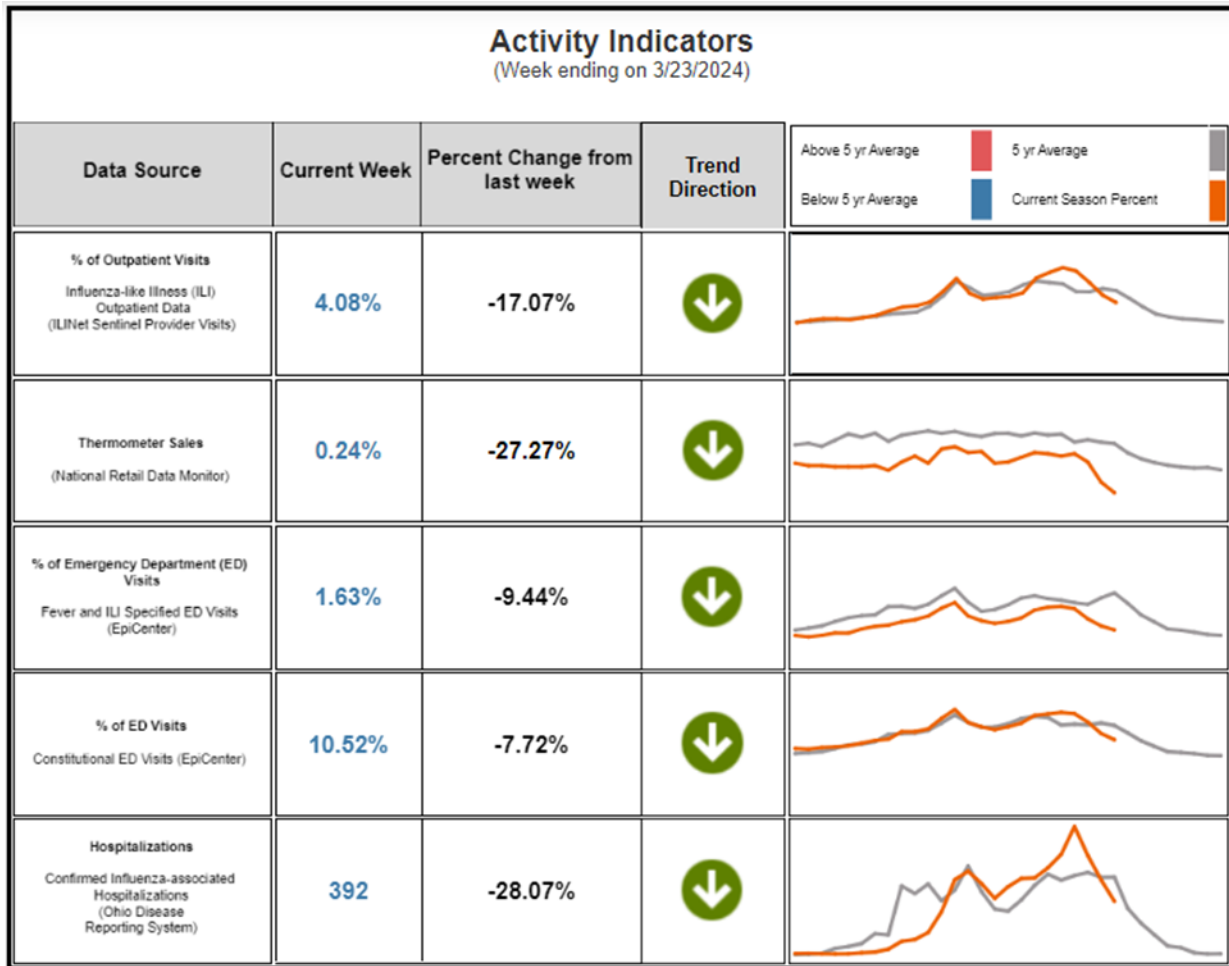 Activity Indicators
(Week ending on 3/23/2024)
Data Source
Current Week
Percent Change from
last week
Trend
Direction
Above 5 yr Average
5 yr Average
Below 5 yr Average
Current Season Percent
% of Outpatient Visits
Influenza-like Illness (ILI)
Outpatient Data
(ILINet Sentinel Provider Visits)
4.08%
-17.07%
Thermometer Sales
(National Retail Data Monitor)
0.24%
-27.27%
% of Emergency Department (ED)
Visits
Fever and ILI Specified ED Visits
(EpiCenter)
1.63%
-9.44%
% of ED Visits
Constitutional ED Visits (EpiCenter)
10.52%
-7.72%
Hospitalizations
Confirmed Influenza-associated
Hospitalizations
(Ohio Disease
Reporting System)
392
-28.07%